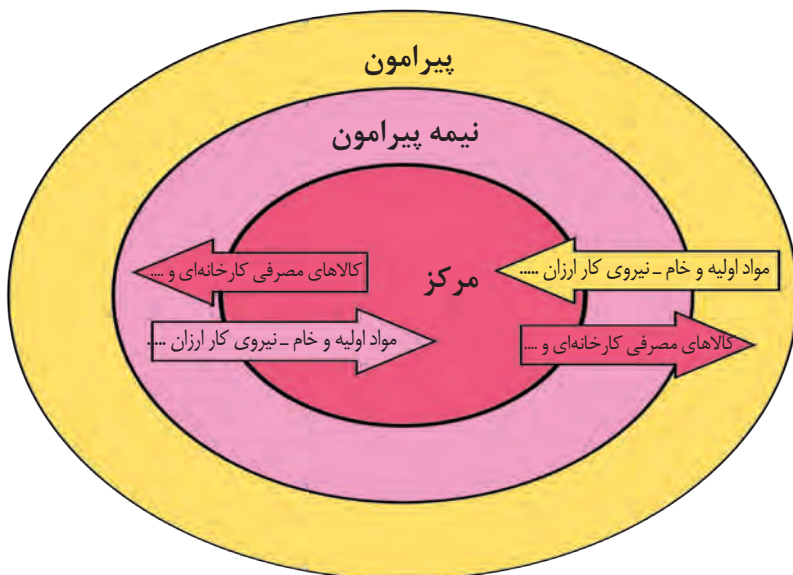 پیرامون
نیمه پیرامون
مواد اولیه و خام ـ نیروی کار ارزان .....
کالاهای مصرفی کارخانه‌ای و ....
مرکز
کالاهای مصرفی کارخانه‌ای و ....
مواد اولیه و خام ـ نیروی کار ارزان .....